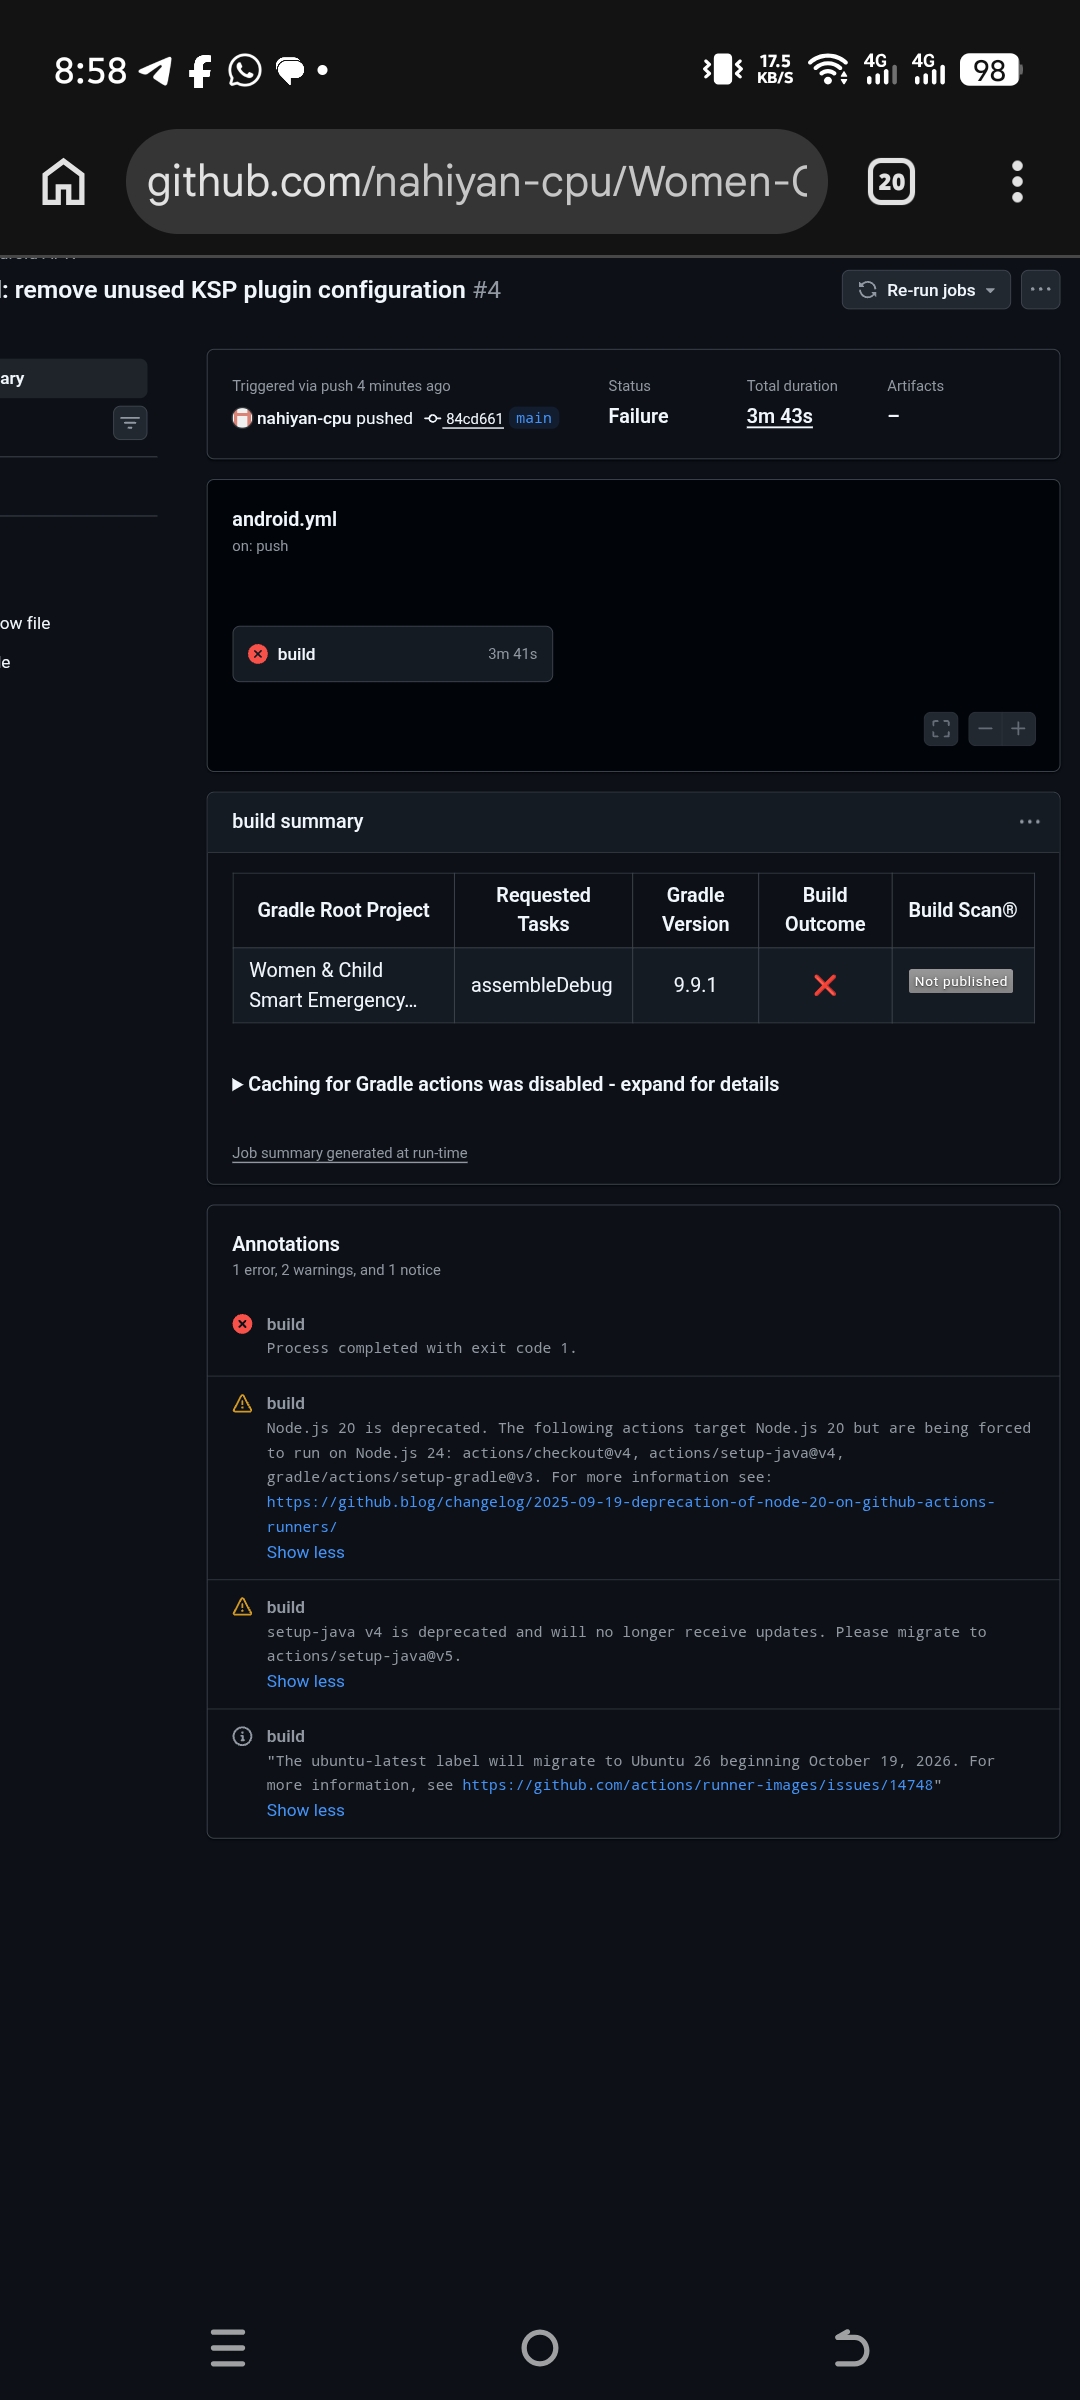 8:58
17.5
KB/S
4G
4G
98
github.com/nahiyan-cpu/Women-C
20
: remove unused KSP plugin configuration #4
Re-run jobs
ary
ow file
le
Triggered via push 4 minutes ago
nahiyan-cpu pushed 84cd661 main
Status
Failure
Total duration
3m 43s
Artifacts
–
android.yml
on: push
build 3m 41s
build summary
Gradle Root Project
Requested Tasks
Gradle Version
Build Outcome
Build Scan®
Women & Child
Smart Emergency...
assembleDebug
9.9.1
Not published
Caching for Gradle actions was disabled - expand for details
Job summary generated at run-time
Annotations
1 error, 2 warnings, and 1 notice
build
Process completed with exit code 1.
build
Node.js 20 is deprecated. The following actions target Node.js 20 but are being forced
to run on Node.js 24: actions/checkout@v4, actions/setup-java@v4,
gradle/actions/setup-gradle@v3. For more information see:
https://github.blog/changelog/2025-09-19-deprecation-of-node-20-on-github-actions-
runners/
Show less
build
setup-java v4 is deprecated and will no longer receive updates. Please migrate to
actions/setup-java@v5.
Show less
build
"The ubuntu-latest label will migrate to Ubuntu 26 beginning October 19, 2026. For
more information, see https://github.com/actions/runner-images/issues/14748"
Show less